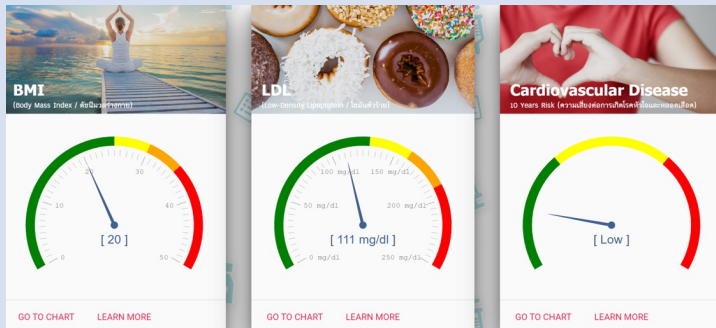 BMI
(Body Mass Index / ดัชนีมวลร่างกาย)
10
20
30
40
0
50
[ 20 ]
GO TO CHART LEARN MORE
LDL
(Low-Density Lipoprotein / ไขมันตัวร้าย)
50 mg/dl
100 mg/dl
150 mg/dl
200 mg/dl
0 mg/dl
250 mg/dl
[ 111 mg/dl ]
GO TO CHART LEARN MORE
Cardiovascular Disease
10 Years Risk (ความเสี่ยงต่อการเกิดโรคหัวใจและหลอดเลือด)
[ Low ]
GO TO CHART LEARN MORE